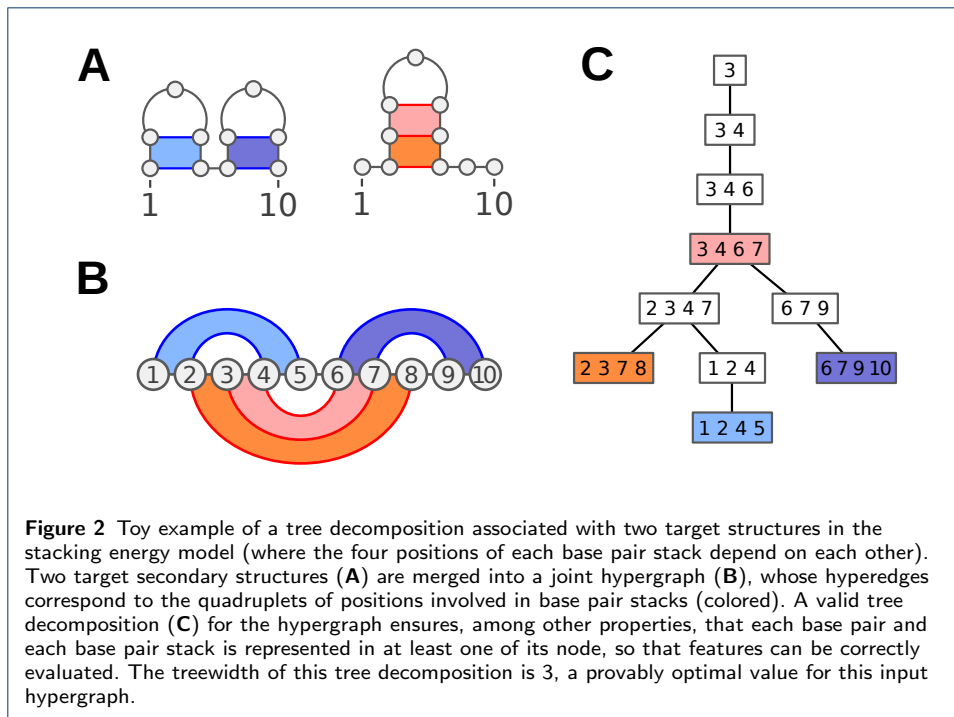 A
C
1
10
1
10
3
3 4
3 4 6
3 4 6 7
2 3 4 7
6 7 9
2 3 7 8
1 2 4
6 7 9 10
1 2 4 5
B
1 2 3 4 5 6 7 8 9 10
Figure 2 Toy example of a tree decomposition associated with two target structures in the
stacking energy model (where the four positions of each base pair stack depend on each other).
Two target secondary structures (A) are merged into a joint hypergraph (B), whose hyperedges
correspond to the quadruplets of positions involved in base pair stacks (colored). A valid tree
decomposition (C) for the hypergraph ensures, among other properties, that each base pair and
each base pair stack is represented in at least one of its node, so that features can be correctly
evaluated. The treewidth of this tree decomposition is 3, a provably optimal value for this input
hypergraph.